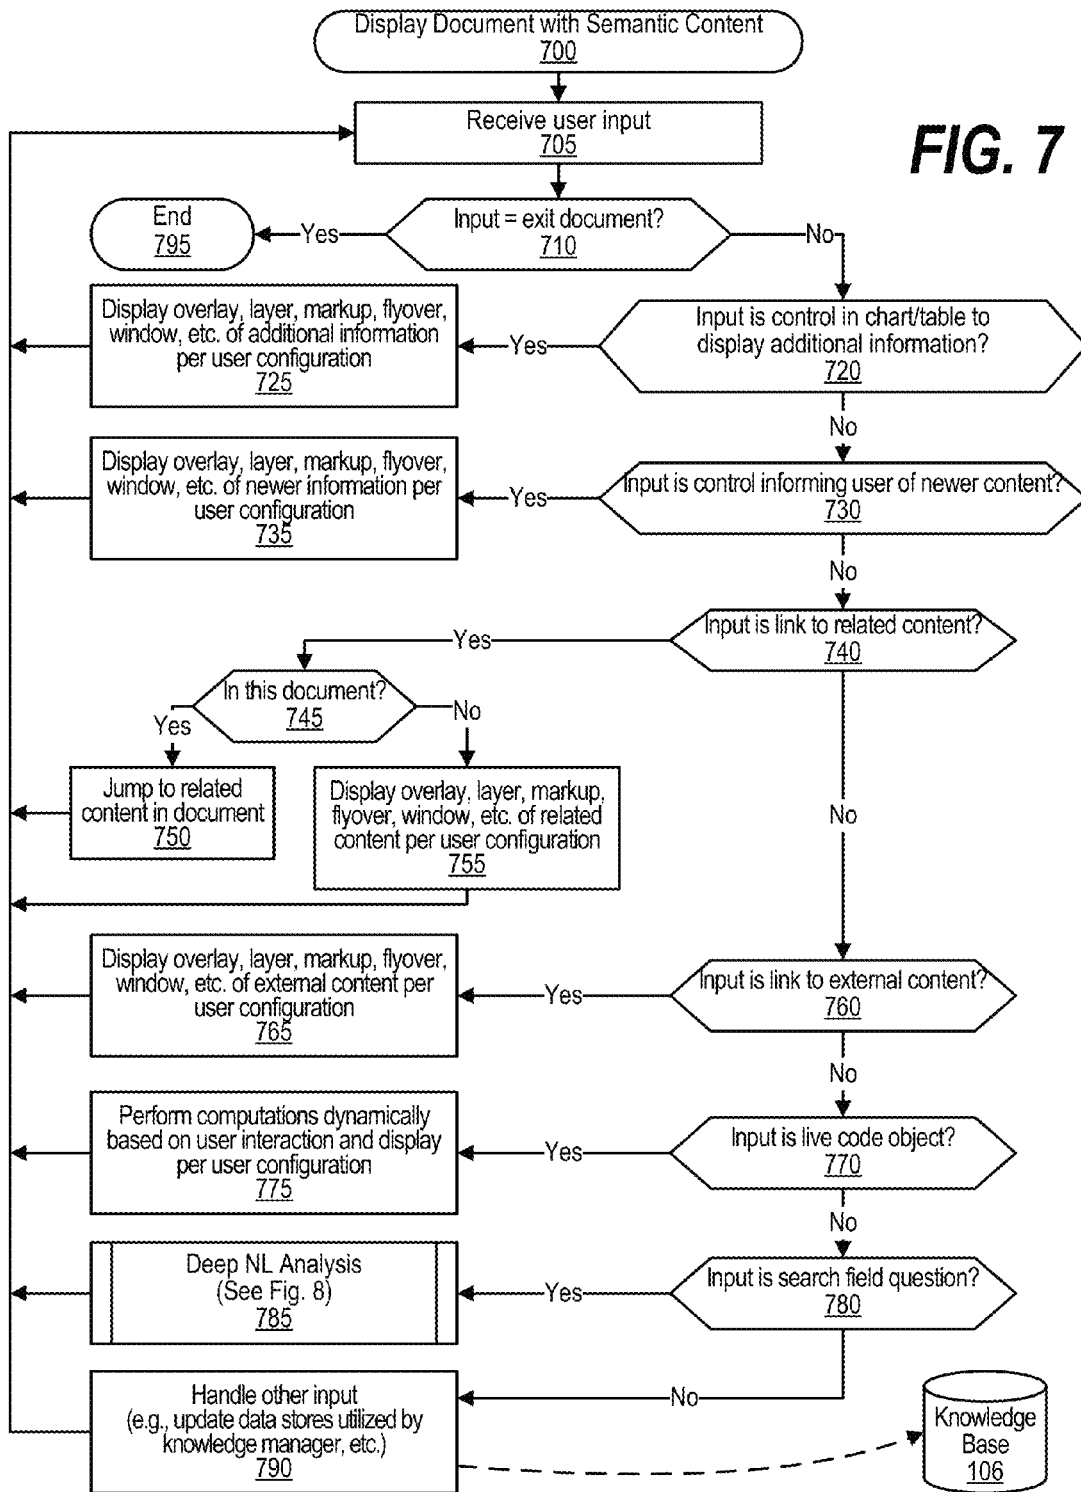 Display Document with Semantic Content
700
Receive user input
705
FIG. 7
Input = exit document?
710
Yes
End
795
No
Input is control in chart/table to
display additional information?
720
Yes
Display overlay, layer, markup, flyover,
window, etc. of additional information
per user configuration
725
No
Input is control informing user of newer content?
730
Yes
Display overlay, layer, markup, flyover,
window, etc. of newer information per
user configuration
735
No
Input is link to related content?
740
Yes
In this document?
745
Yes
No
Jump to related
content in document
750
Display overlay, layer, markup,
flyover, window, etc. of related
content per user configuration
755
No
Input is link to external content?
760
Yes
Display overlay, layer, markup, flyover,
window, etc. of external content per
user configuration
765
No
Input is live code object?
770
Yes
Perform computations dynamically
based on user interaction and display
per user configuration
775
No
Input is search field question?
780
Yes
Deep NL Analysis
(See Fig. 8)
785
No
Handle other input
(e.g., update data stores utilized by
knowledge manager, etc.)
790
Knowledge
Base
106